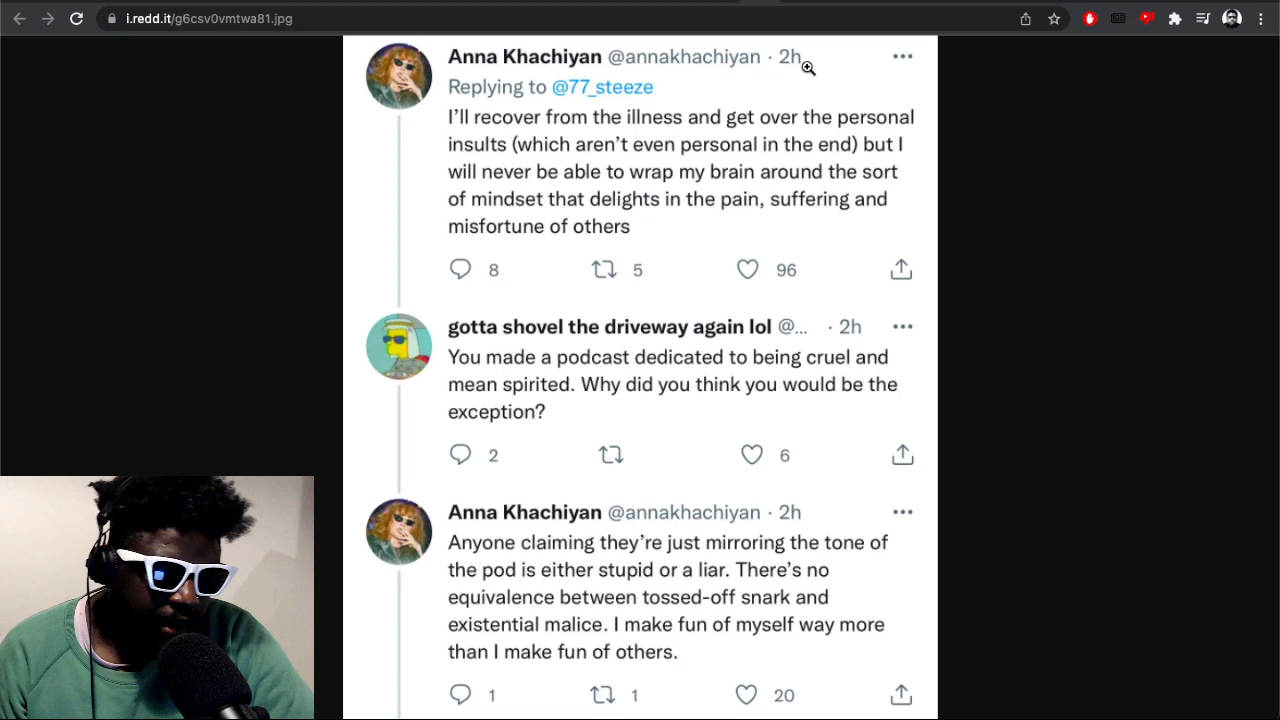 i.redd.it/g6csv0vmtwa81.jpg
Anna Khachiyan @annakhachiyan · 2h
Replying to @77_steeze
I’ll recover from the illness and get over the personal
insults (which aren’t even personal in the end) but I
will never be able to wrap my brain around the sort
of mindset that delights in the pain, suffering and
misfortune of others
8 5 96
gotta shovel the driveway again lol @... · 2h
You made a podcast dedicated to being cruel and
mean spirited. Why did you think you would be the
exception?
2 6
Anna Khachiyan @annakhachiyan · 2h
Anyone claiming they’re just mirroring the tone of
the pod is either stupid or a liar. There’s no
equivalence between tossed-off snark and
existential malice. I make fun of myself way more
than I make fun of others.
1 1 20